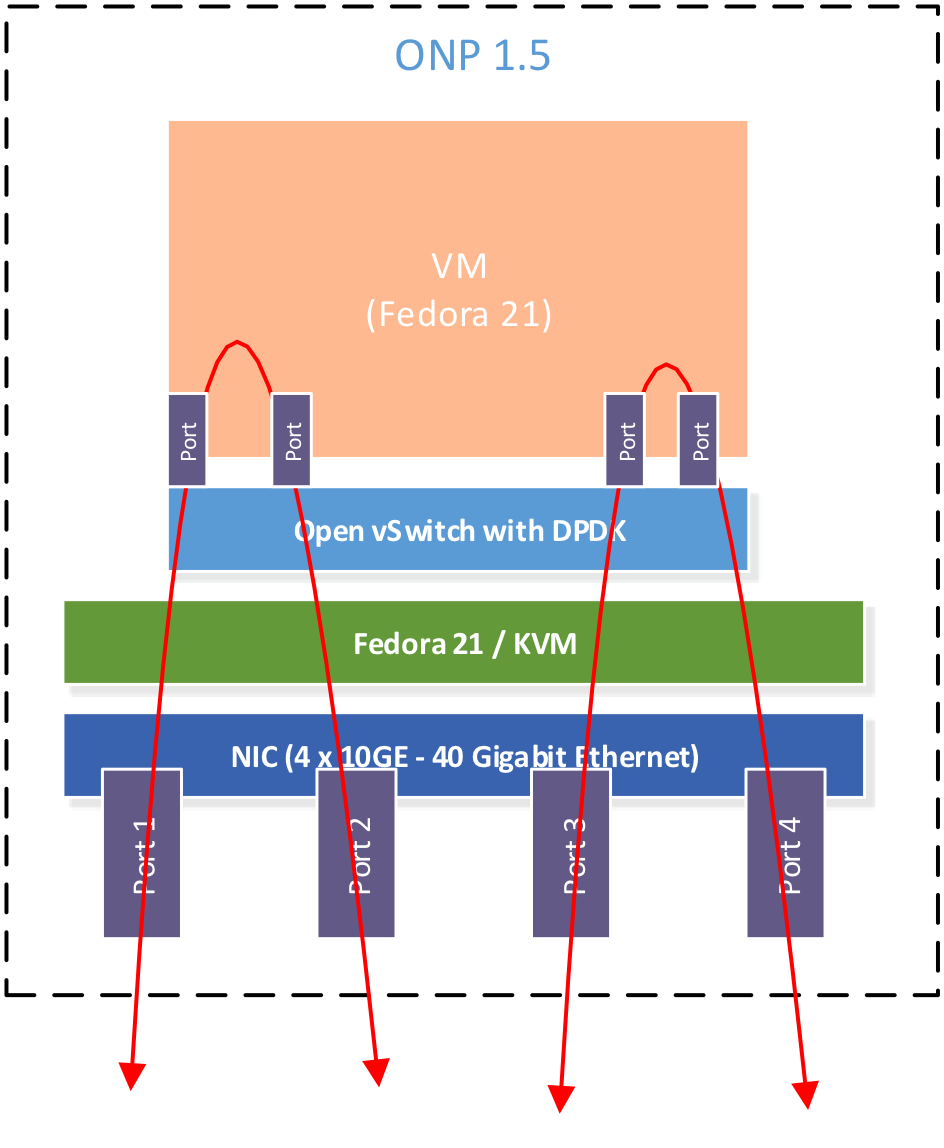 ONP 1.5
VM
(Fedora 21)
Port
Port
Port
Port
Open vSwitch with DPDK
Fedora 21 / KVM
NIC (4 x 10GE - 40 Gigabit Ethernet)
Port 1
Port 2
Port 3
Port 4